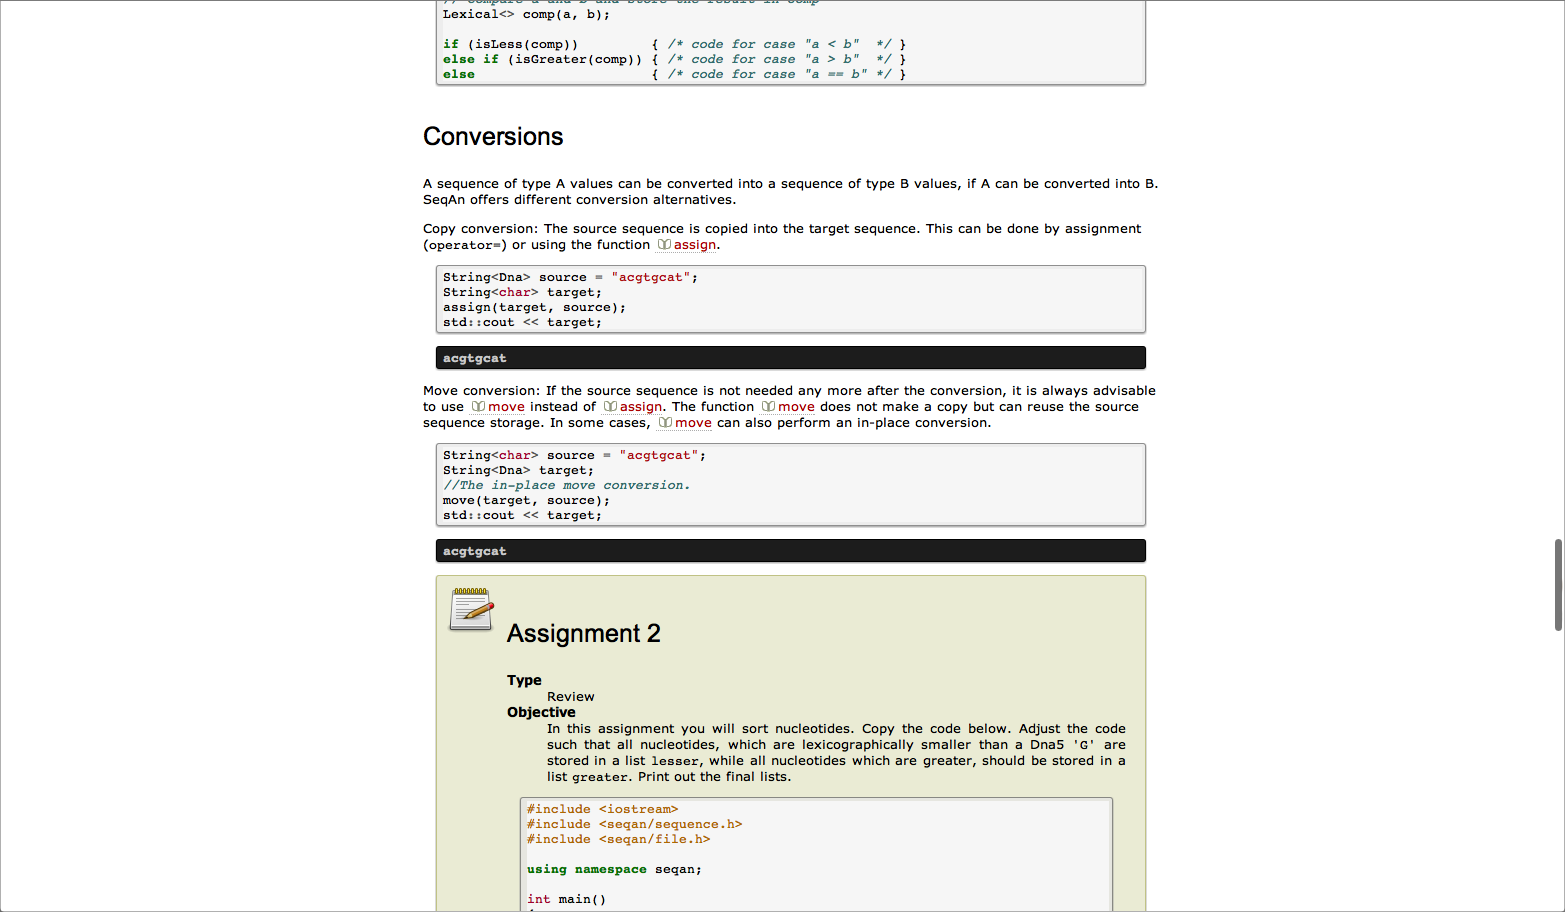 // Compare a and b and store the result in comp
Lexical<> comp(a, b);
if (isLess(comp))         { /* code for case "a < b"  */ }
else if (isGreater(comp)) { /* code for case "a > b"  */ }
else                      { /* code for case "a == b" */ }
Conversions
A sequence of type A values can be converted into a sequence of type B values, if A can be converted into B.
SeqAn offers different conversion alternatives.
Copy conversion: The source sequence is copied into the target sequence. This can be done by assignment
(operator=) or using the function assign.
String<Dna> source = "acgtgcat";
String<char> target;
assign(target, source);
std::cout << target;
acgtgcat
Move conversion: If the source sequence is not needed any more after the conversion, it is always advisable
to use move instead of assign. The function move does not make a copy but can reuse the source
sequence storage. In some cases, move can also perform an in-place conversion.
String<char> source = "acgtgcat";
String<Dna> target;
//The in-place move conversion.
move(target, source);
std::cout << target;
acgtgcat
Assignment 2
Type
Review
Objective
In this assignment you will sort nucleotides. Copy the code below. Adjust the code
such that all nucleotides, which are lexicographically smaller than a Dna5 'G' are
stored in a list lesser, while all nucleotides which are greater, should be stored in a
list greater. Print out the final lists.
#include <iostream>
#include <seqan/sequence.h>
#include <seqan/file.h>
using namespace seqan;
int main()